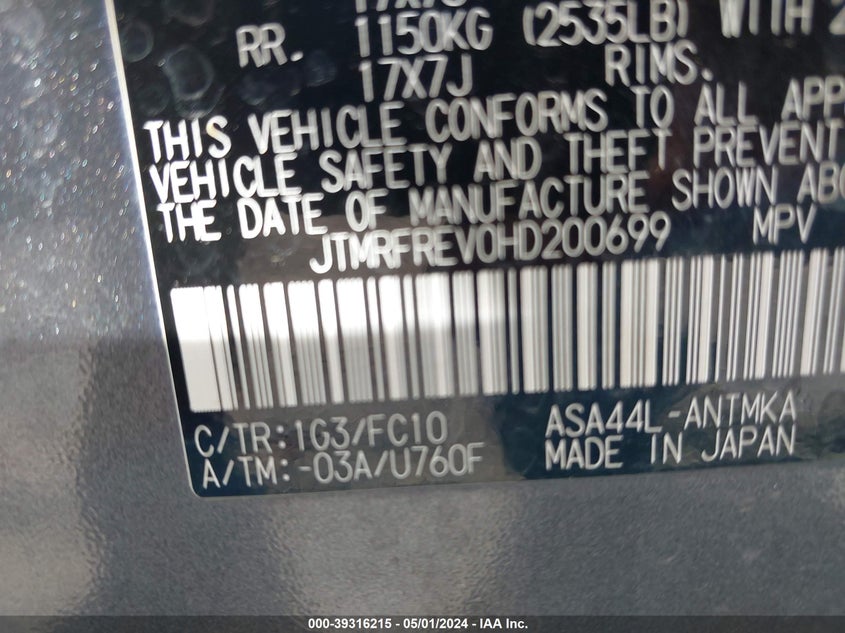 RR. 1150KG (2535LB) WITH
17X7J RIMS.
THIS VEHICLE CONFORMS TO ALL
VEHICLE SAFETY AND THEFT PREVENT
THE DATE OF MANUFACTURE SHOWN
JTMRFREV0HD200699 MPV
C/TR:1G3/FC10 ASA44L-ANTMKA
A/TM:-03A/U760F MADE IN JAPAN
000-39316215 - 05/01/2024 - IAA Inc.